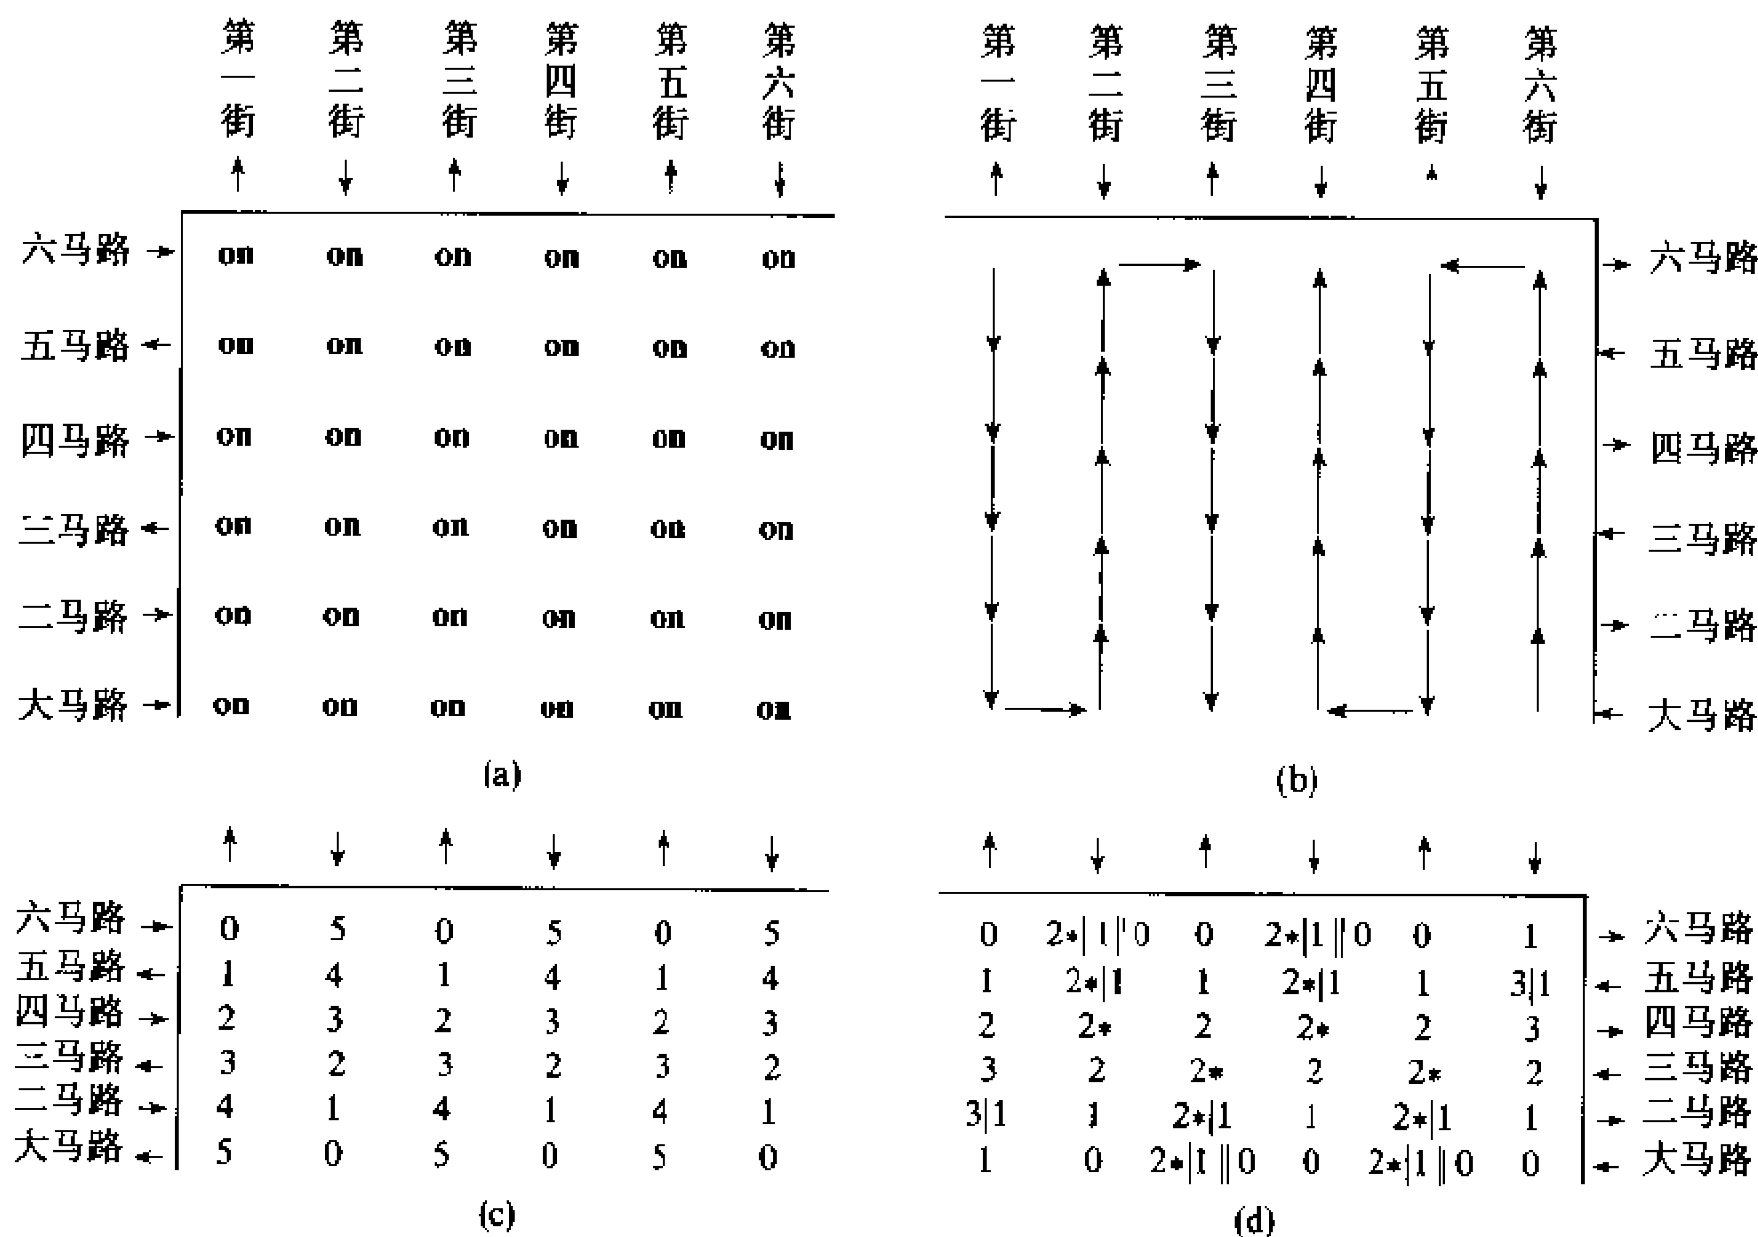 第一街 第二街 第三街 第四街 第五街 第六街
↑ ↓ ↑ ↓ ↑ ↓
六马路 → on on on on on on
五马路 ← on on on on on on
四马路 → on on on on on on
三马路 ← on on on on on on
二马路 → on on on on on on
大马路 → on on on on on on
(a)
第一街 第二街 第三街 第四街 第五街 第六街
↑ ↓ ↑ ↓ ↑ ↓
→ 六马路
← 五马路
→ 四马路
← 三马路
→ 二马路
← 大马路
(b)
↑ ↓ ↑ ↓ ↑ ↓
六马路 → 0 5 0 5 0 5
五马路 ← 1 4 1 4 1 4
四马路 → 2 3 2 3 2 3
三马路 ← 3 2 3 2 3 2
二马路 → 4 1 4 1 4 1
大马路 ← 5 0 5 0 5 0
(c)
↑ ↓ ↑ ↓ ↑ ↓
0 2*|1||0 0 2*|1||0 0 1 → 六马路
1 2*|1 1 2*|1 1 3|1 ← 五马路
2 2* 2 2* 2 3 → 四马路
3 2 2* 2 2* 2 ← 三马路
3|1 1 2*|1 1 2*|1 1 → 二马路
1 0 2*|1||0 0 2*|1||0 0 ← 大马路
(d)